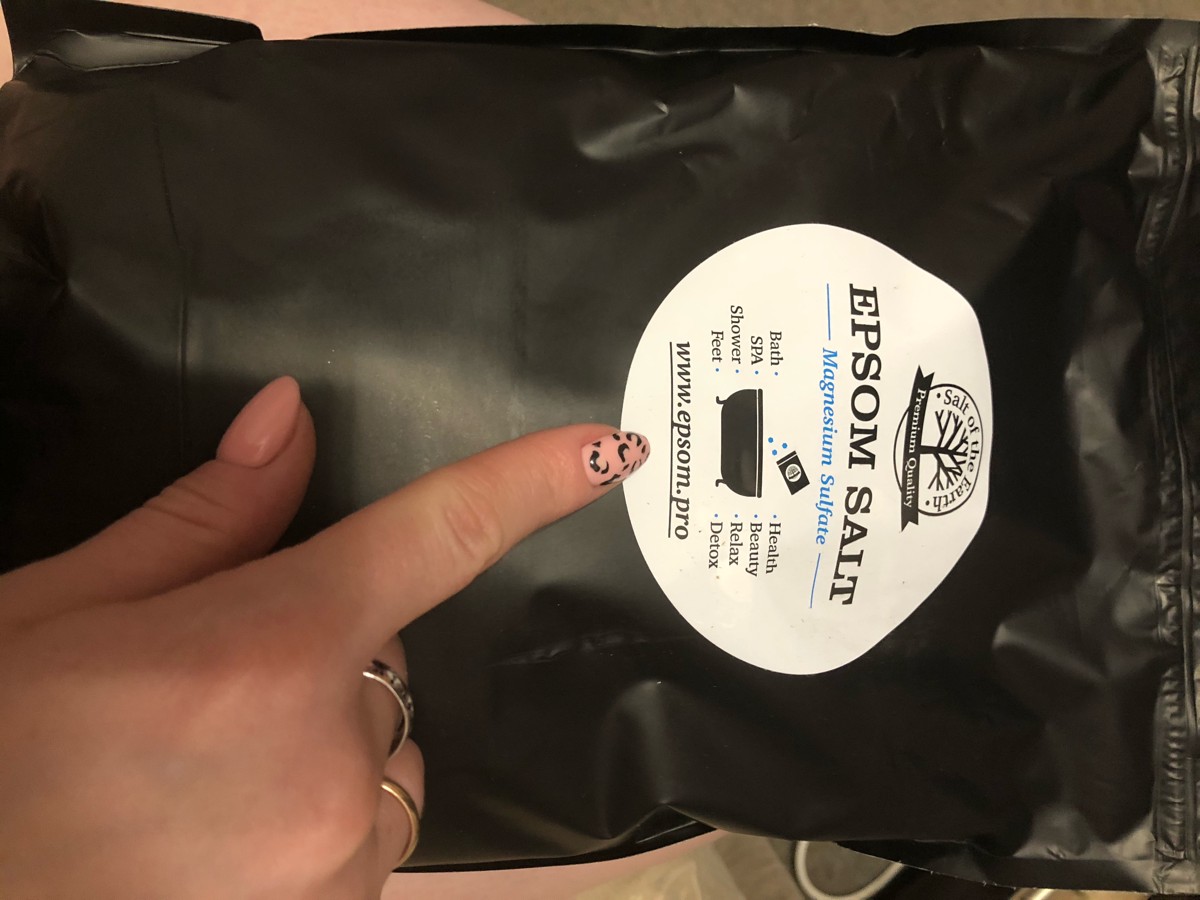 Salt of the Earth
Premium Quality
EPSOM SALT
Magnesium Sulfate
Bath · · Health
SPA · · Beauty
Shower · · Relax
Feet · · Detox
www.epsom.pro